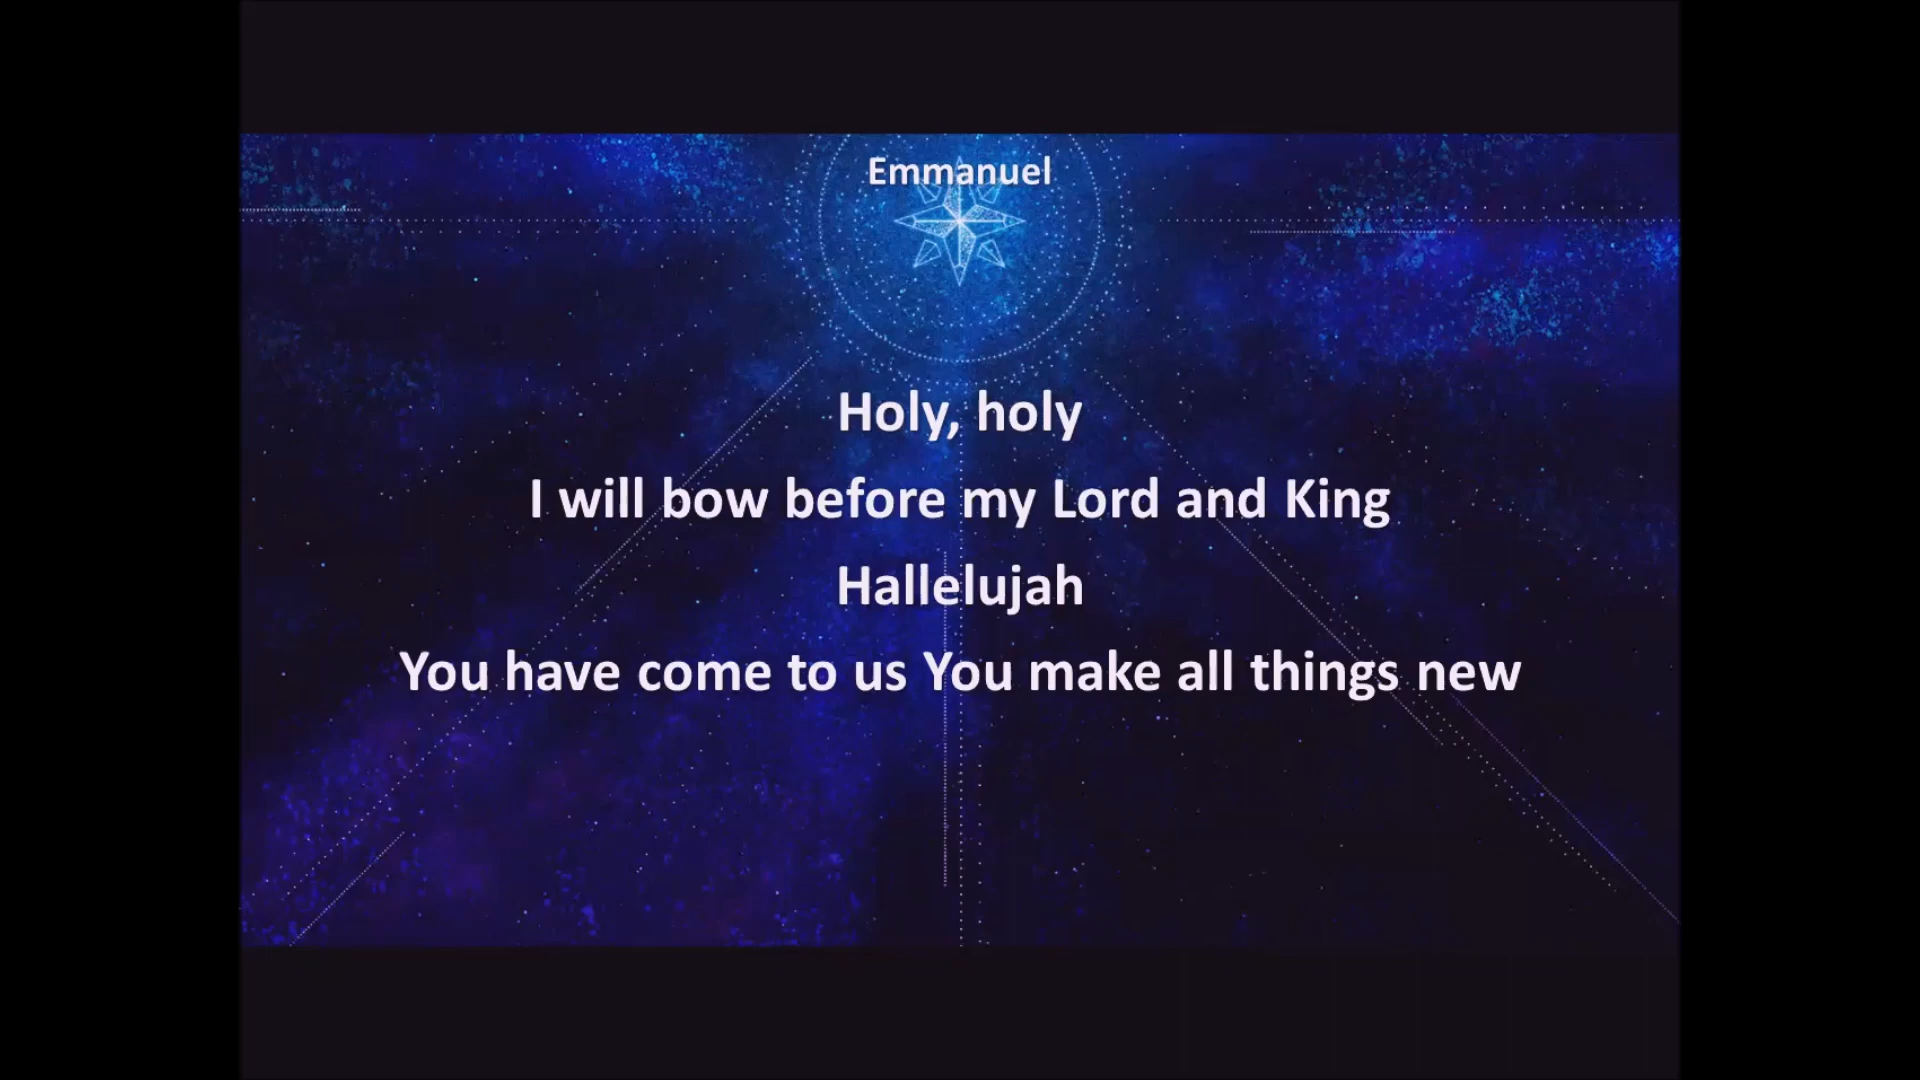 Emmanuel
Holy, holy
I will bow before my Lord and King
Hallelujah
You have come to us You make all things new